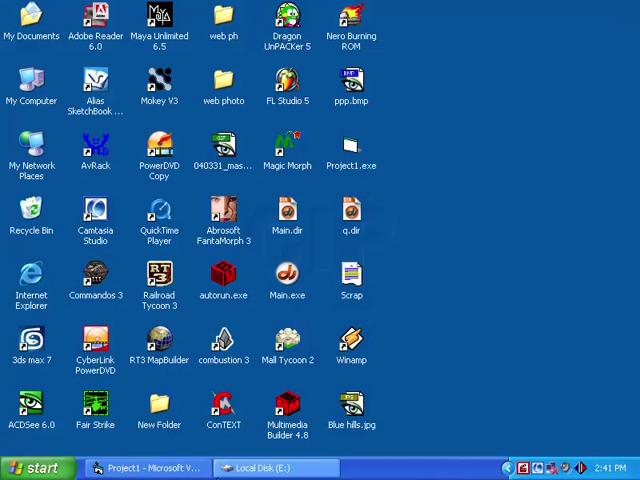 My Documents
Adobe Reader
6.0
Maya Unlimited
6.5
web ph
Dragon
UnPACKer 5
Nero Burning
ROM
My Computer
Alias
SketchBook ...
Mokey V3
web photo
FL Studio 5
ppp.bmp
My Network
Places
AvRack
PowerDVD
Copy
040331_mas...
Magic Morph
Project1.exe
Recycle Bin
Camtasia
Studio
QuickTime
Player
Abrosoft
FantaMorph 3
Main.dir
q.dir
Internet
Explorer
Commandos 3
Railroad
Tycoon 3
autorun.exe
Main.exe
Scrap
3ds max 7
CyberLink
PowerDVD
RT3 MapBuilder
combustion 3
Mall Tycoon 2
Winamp
ACDSee 6.0
Fair Strike
New Folder
ConTEXT
Multimedia
Builder 4.8
Blue hills.jpg
start
Project1 - Microsoft V...
Local Disk (E:)
2:41 PM